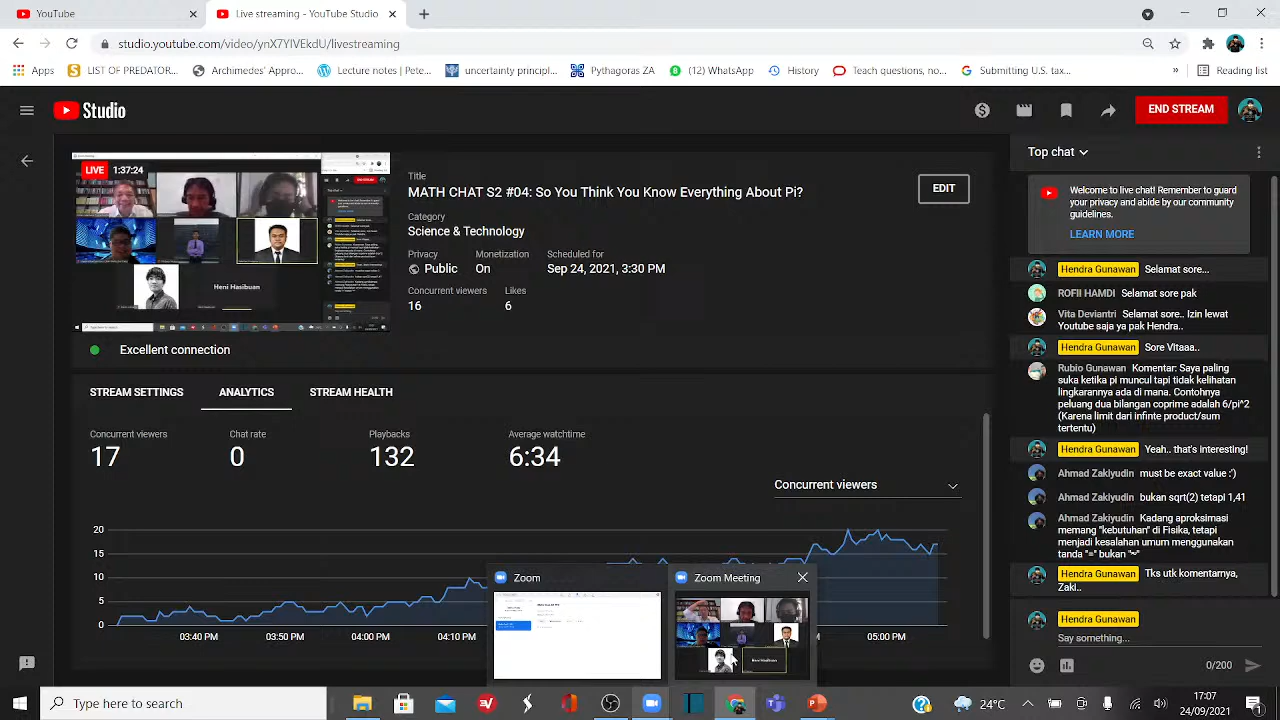 YouTube
Live streaming - YouTube Studio
studio.youtube.com/video/ynX7YIVEkdU/livestreaming
Apps
LIST OF PREDATOR...
Archimedes' Appro...
Lecture notes | Pete...
uncertainty principl...
Pythagoras ZA
(12) WhatsApp
History
Teach questions, no...
Submitting U.S. tax...
»
Reading list
Studio
END STREAM
LIVE 1:37:24
Heni Hasibuan
Title
MATH CHAT S2 #04: So You Think You Know Everything About Pi?
EDIT
Category
Science & Technology
Privacy
Public
On
Scheduled for
Sep 24, 2021, 3:30 PM
Concurrent viewers
16
6
Excellent connection
STREAM SETTINGS
ANALYTICS
STREAM HEALTH
Concurrent viewers
17
Chat rate
0
Playbacks
132
Average watchtime
6:34
Concurrent viewers
20
15
10
5
0
03:40 PM
03:50 PM
04:00 PM
04:10 PM
05:00 PM
Zoom
Zoom Meeting
Heni Hasibuan
Top chat
Welcome to live chat! Remember to guard
your privacy and abide by our community
guidelines.
LEARN MORE
Hendra Gunawan Selamat sore...
ROFII HAMDI Selamat sore pak
Vita Deviantri Selamat sore.. Izin lewat
Youtube saja ya pak hendra..
Hendra Gunawan Sore Vitaaa..
Rubio Gunawan Komentar: Saya paling
suka ketika pi muncul tapi tidak kelihatan
lingkarannya ada di mana. Contohnya
peluang dua bilangan coprime adalah 6/pi^2
(Karena limit dari infinte product/sum
tertentu)
Hendra Gunawan Yeah.. that's interesting!
Ahmad Zakiyudin must be exact value :')
Ahmad Zakiyudin bukan sqrt(2) tetapi 1,41
Ahmad Zakiyudin Kadang aproksimasi
memang "kebutuhan" di Fisika, tetapi
menjadi kesalahan umum menggunakan
tanda "=" bukan "≈"
Hendra Gunawan Tks utk komentarnya,
Zaki..
Hendra Gunawan
Say something...
0/200
Type here to search
24°C
17:07
24/09/2021